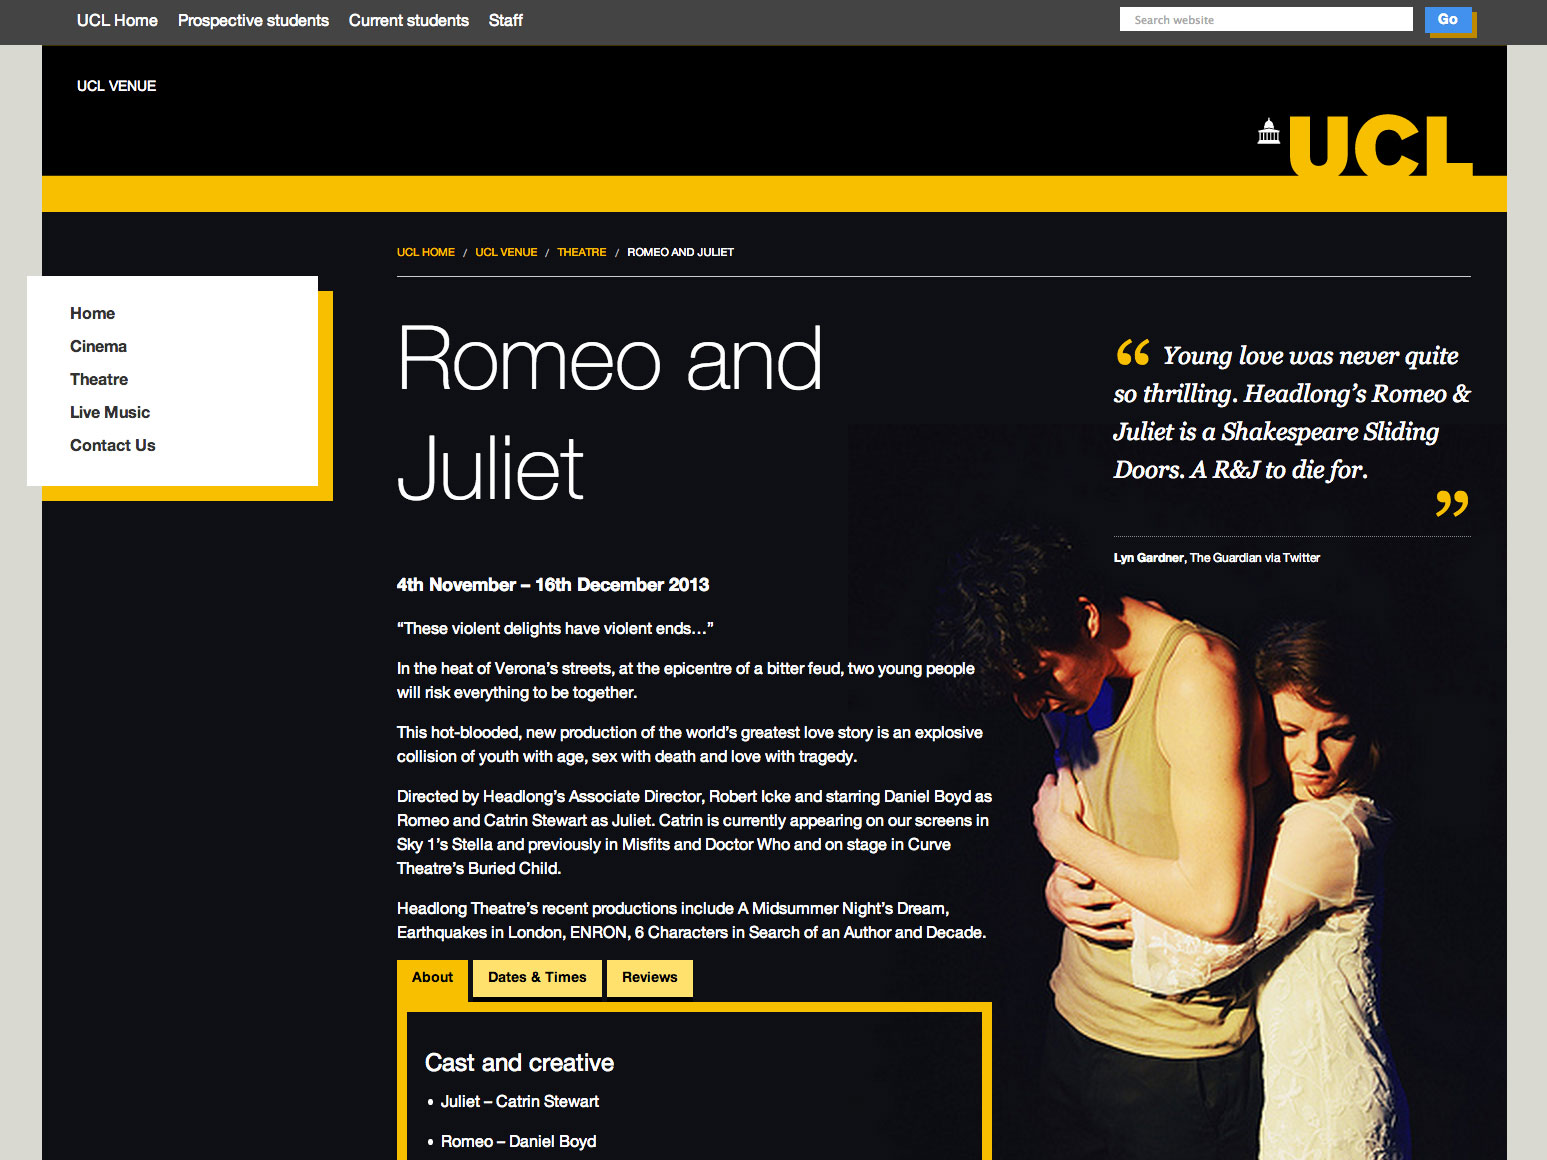 UCL Home Prospective students Current students Staff
Search website Go
UCL VENUE
UCL
UCL HOME / UCL VENUE / THEATRE / ROMEO AND JULIET
Home
Cinema
Theatre
Live Music
Contact Us
Romeo and
Juliet
“ Young love was never quite
so thrilling. Headlong’s Romeo &
Juliet is a Shakespeare Sliding
Doors. A R&J to die for.
”
Lyn Gardner, The Guardian via Twitter
4th November – 16th December 2013
“These violent delights have violent ends…”
In the heat of Verona’s streets, at the epicentre of a bitter feud, two young people
will risk everything to be together.
This hot-blooded, new production of the world’s greatest love story is an explosive
collision of youth with age, sex with death and love with tragedy.
Directed by Headlong’s Associate Director, Robert Icke and starring Daniel Boyd as
Romeo and Catrin Stewart as Juliet. Catrin is currently appearing on our screens in
Sky 1’s Stella and previously in Misfits and Doctor Who and on stage in Curve
Theatre’s Buried Child.
Headlong Theatre’s recent productions include A Midsummer Night’s Dream,
Earthquakes in London, ENRON, 6 Characters in Search of an Author and Decade.
About Dates & Times Reviews
Cast and creative
• Juliet – Catrin Stewart
• Romeo – Daniel Boyd